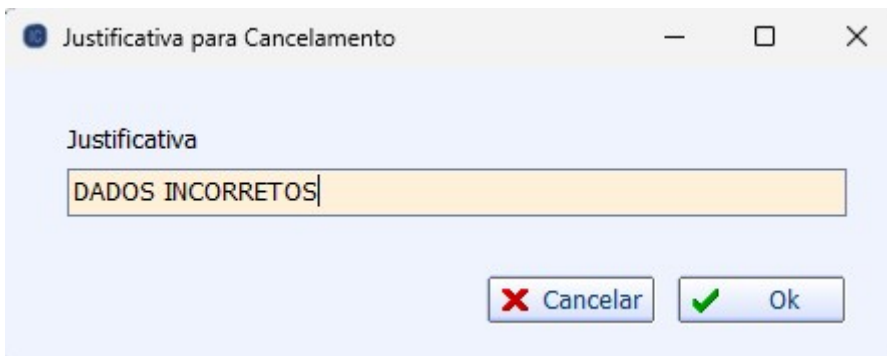 Justificativa para Cancelamento
Justificativa
DADOS INCORRETOS
Cancelar
Ok